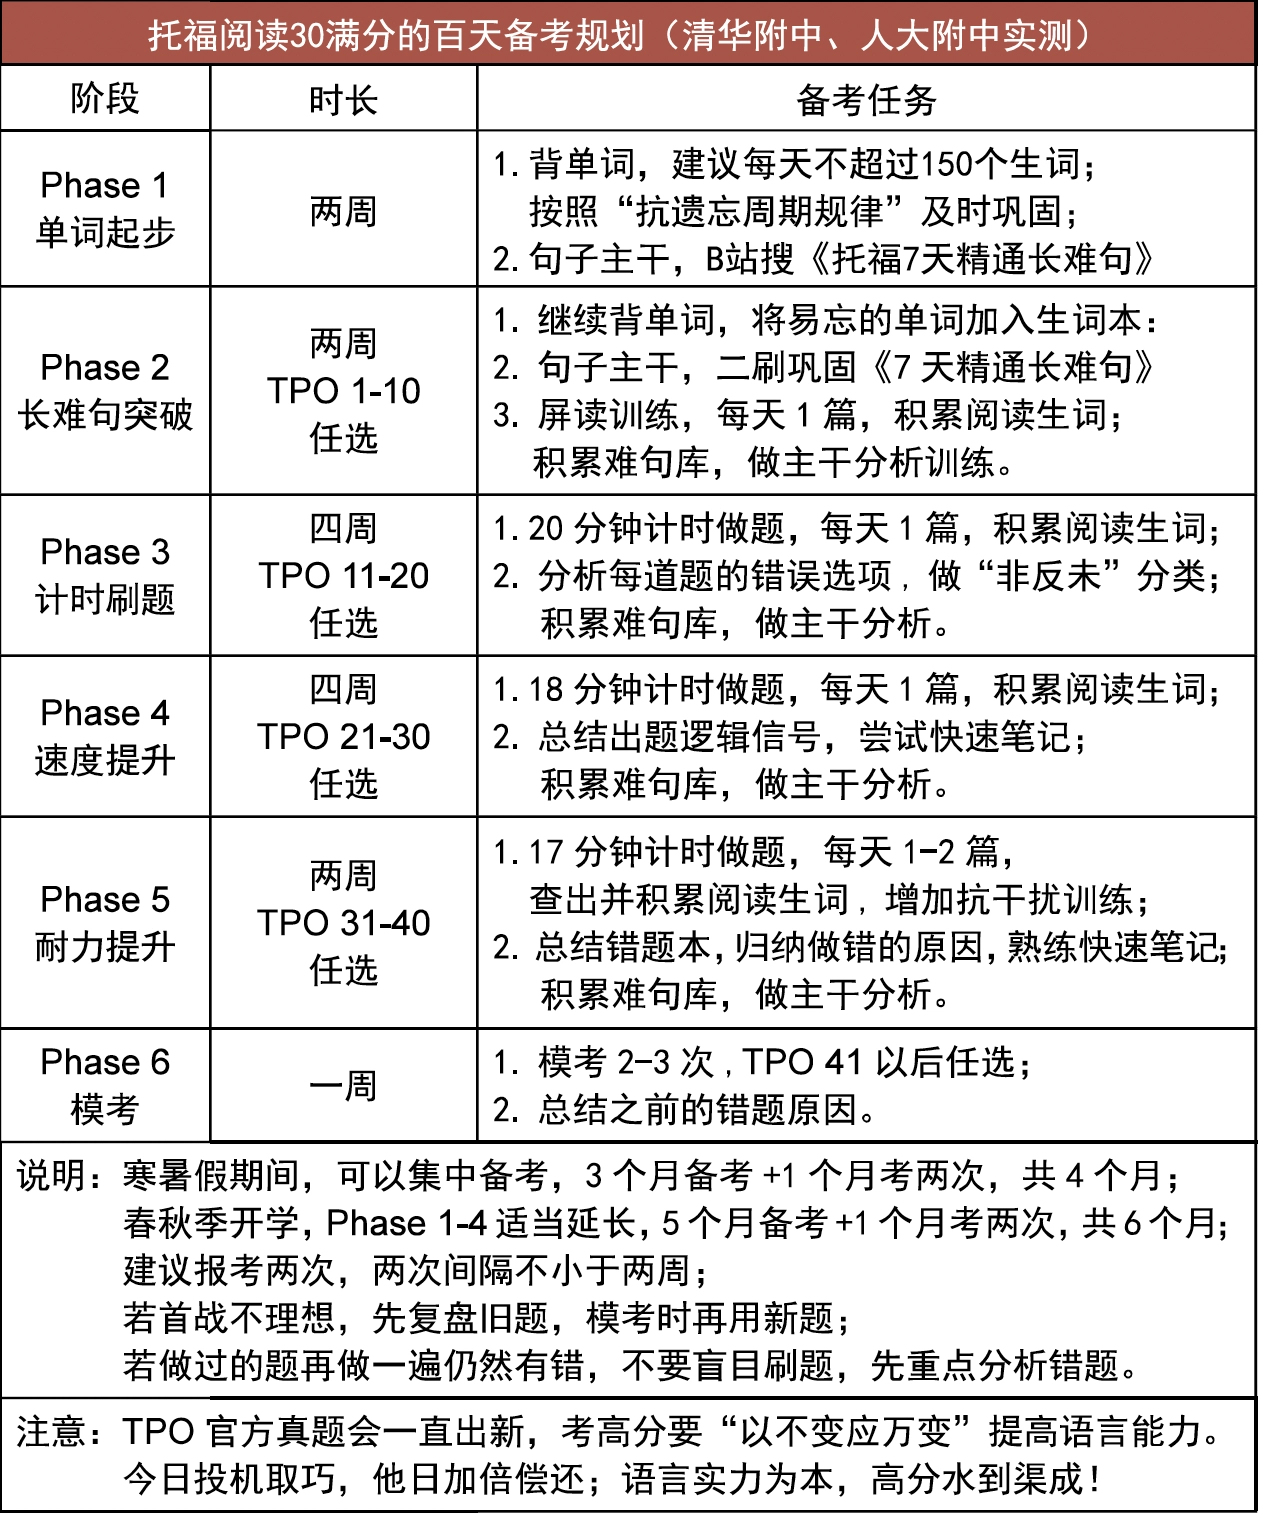 托福阅读30满分的百天备考规划（清华附中、人大附中实测）
阶段
时长
备考任务
Phase 1
单词起步
两周
1. 背单词，建议每天不超过150个生词；
按照“抗遗忘周期规律”及时巩固；
2. 句子主干，B站搜《托福7天精通长难句》
Phase 2
长难句突破
两周
TPO 1-10
任选
1. 继续背单词，将易忘的单词加入生词本：
2. 句子主干，二刷巩固《7 天精通长难句》
3. 屏读训练，每天 1 篇，积累阅读生词；
积累难句库，做主干分析训练。
Phase 3
计时刷题
四周
TPO 11-20
任选
1. 20 分钟计时做题，每天 1 篇，积累阅读生词；
2. 分析每道题的错误选项，做“非反未”分类；
积累难句库，做主干分析。
Phase 4
速度提升
四周
TPO 21-30
任选
1. 18 分钟计时做题，每天 1 篇，积累阅读生词；
2. 总结出题逻辑信号，尝试快速笔记；
积累难句库，做主干分析。
Phase 5
耐力提升
两周
TPO 31-40
任选
1. 17 分钟计时做题，每天 1-2 篇，
查出并积累阅读生词，增加抗干扰训练；
2. 总结错题本，归纳做错的原因，熟练快速笔记；
积累难句库，做主干分析。
Phase 6
模考
一周
1. 模考 2-3 次，TPO 41 以后任选；
2. 总结之前的错题原因。
说明：寒暑假期间，可以集中备考，3 个月备考 +1 个月考两次，共 4 个月；
春秋季开学，Phase 1-4 适当延长，5 个月备考 +1 个月考两次，共 6 个月；
建议报考两次，两次间隔不小于两周；
若首战不理想，先复盘旧题，模考时再用新题；
若做过的题再做一遍仍然有错，不要盲目刷题，先重点分析错题。
注意：TPO 官方真题会一直出新，考高分要“以不变应万变”提高语言能力。
今日投机取巧，他日加倍偿还；语言实力为本，高分水到渠成！